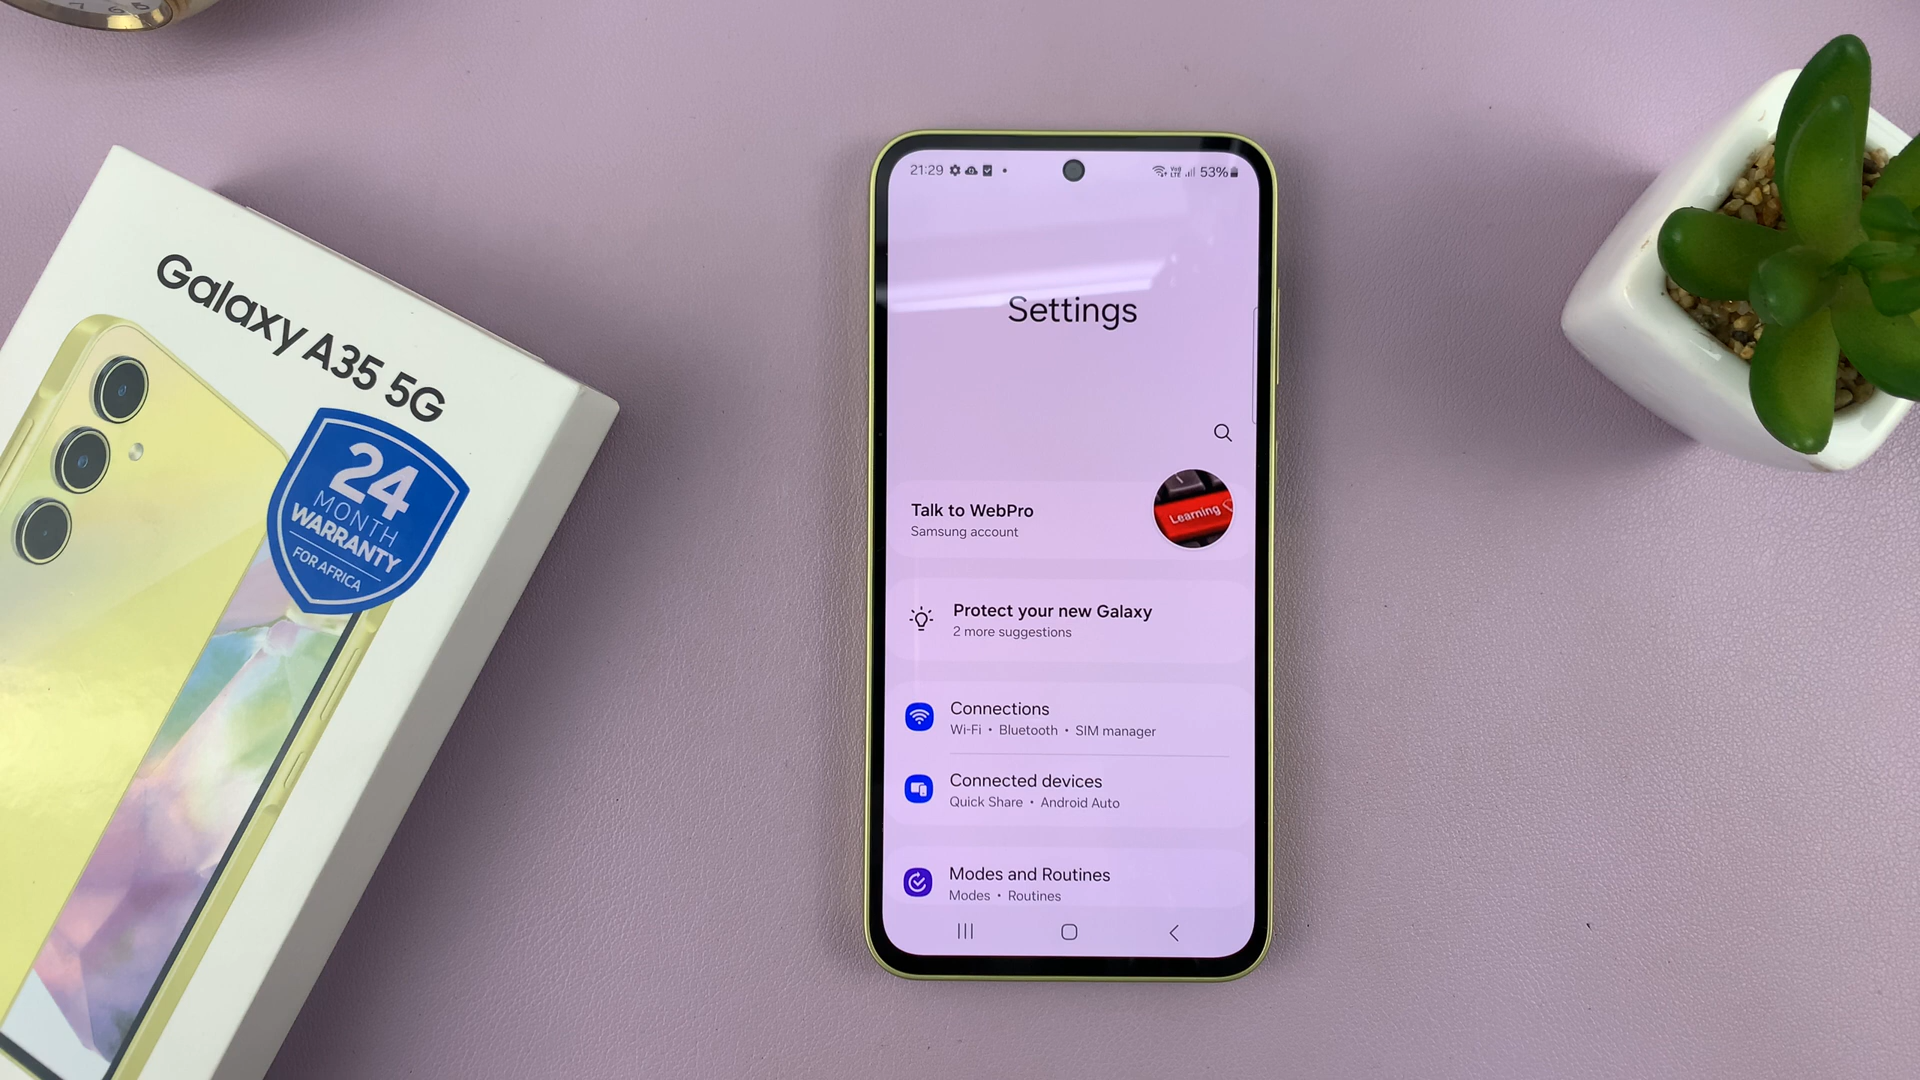 Galaxy A35 5G
24
MONTH
WARRANTY
FOR AFRICA
21:29
53%
Settings
Talk to WebPro
Samsung account
Learning
Protect your new Galaxy
2 more suggestions
Connections
Wi-Fi • Bluetooth • SIM manager
Connected devices
Quick Share • Android Auto
Modes and Routines
Modes • Routines